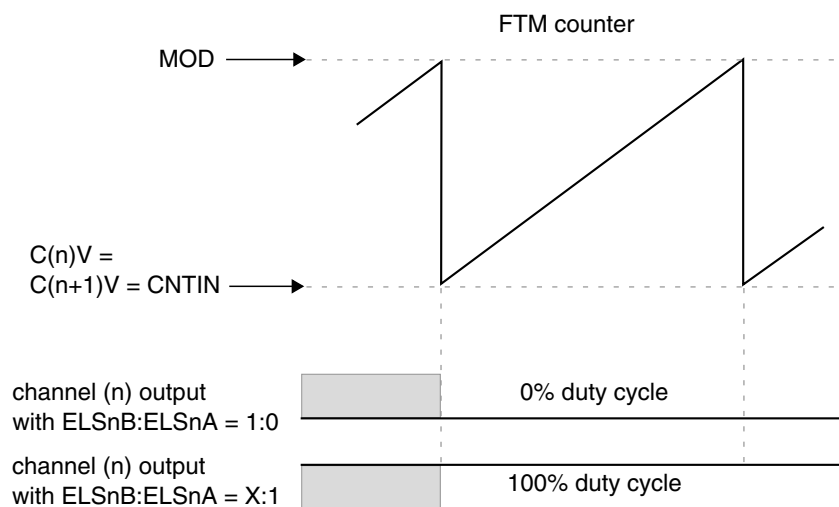 FTM counter
MOD
C(n)V =
C(n+1)V = CNTIN
channel (n) output
with ELSnB:ELSnA = 1:0
0% duty cycle
channel (n) output
with ELSnB:ELSnA = X:1
100% duty cycle